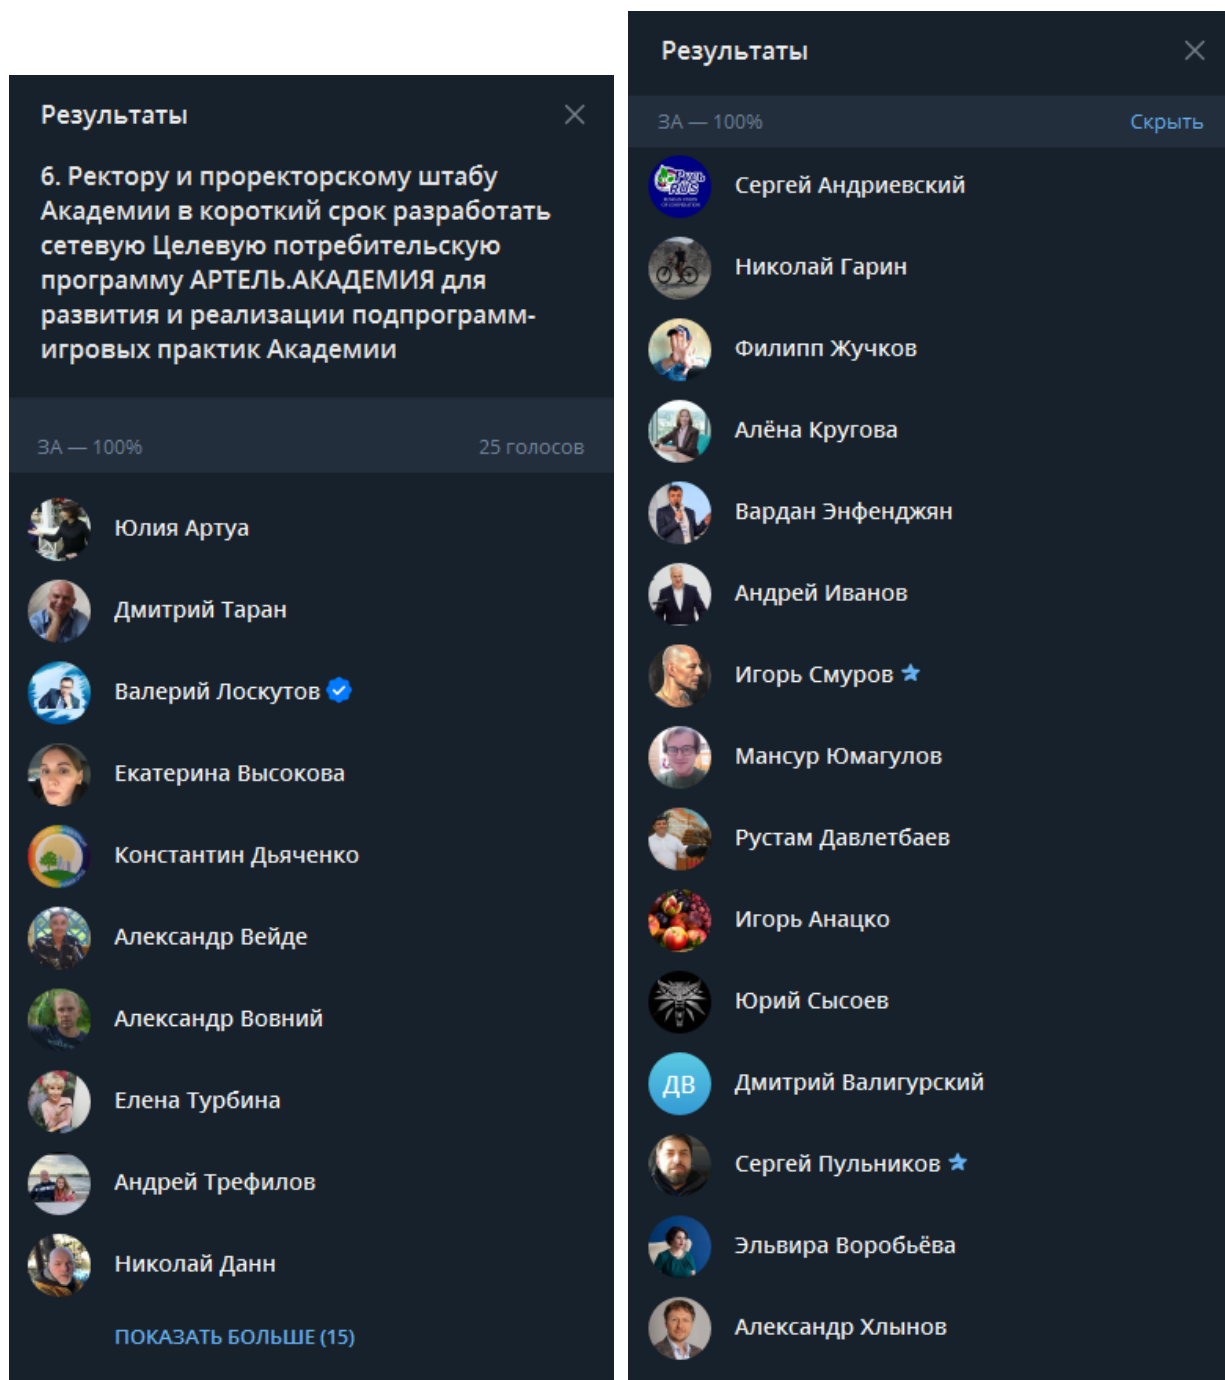 Результаты
6. Ректору и проректорскому штабу
Академии в короткий срок разработать
сетевую Целевую потребительскую
программу АРТЕЛЬ.АКАДЕМИЯ для
развития и реализации подпрограмм-
игровых практик Академии
ЗА — 100%
25 голосов
Юлия Артуа
Дмитрий Таран
Валерий Лоскутов
Екатерина Высокова
Константин Дьяченко
Александр Вейде
Александр Вовний
Елена Турбина
Андрей Трефилов
Николай Данн
ПОКАЗАТЬ БОЛЬШЕ (15)
Результаты
ЗА — 100%
Скрыть
Русь
RUS
Сергей Андриевский
Николай Гарин
Филипп Жучков
Алёна Кругова
Вардан Энфенджян
Андрей Иванов
Игорь Смуров
Мансур Юмагулов
Рустам Давлетбаев
Игорь Анацко
Юрий Сысоев
ДВ
Дмитрий Валигурский
Сергей Пульников
Эльвира Воробьёва
Александр Хлынов